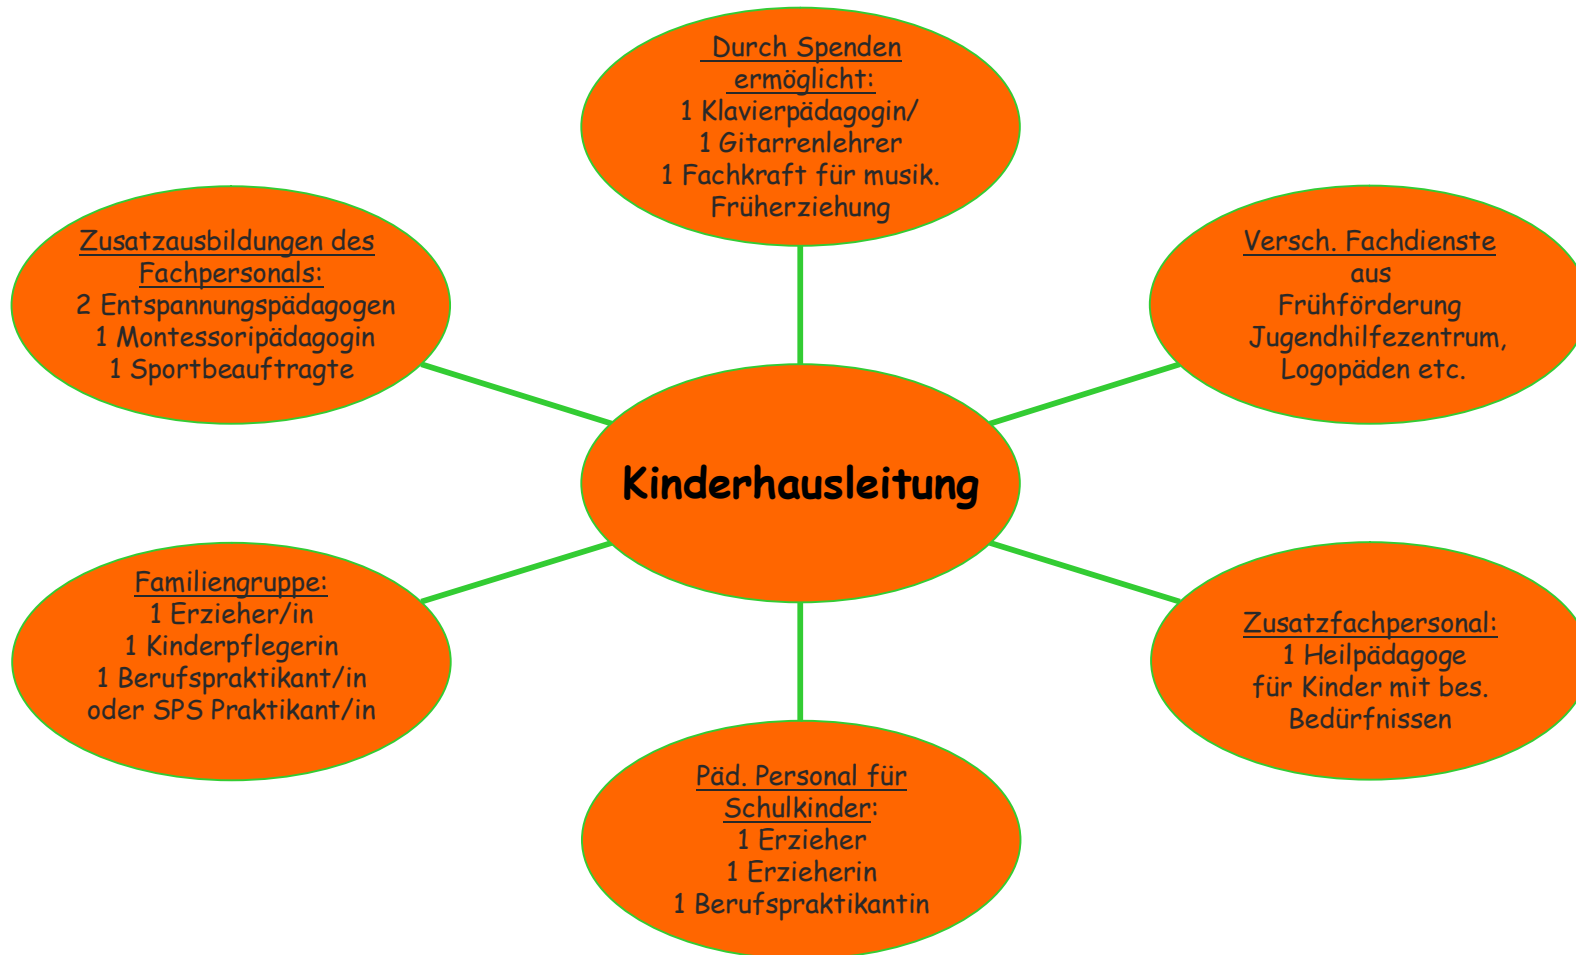 Durch Spenden
ermöglicht:
1 Klavierpädagogin/
1 Gitarrenlehrer
1 Fachkraft für musik.
Früherziehung
Zusatzausbildungen des
Fachpersonals:
2 Entspannungspädagogen
1 Montessoripädagogin
1 Sportbeauftragte
Versch. Fachdienste
aus
Frühförderung
Jugendhilfezentrum,
Logopäden etc.
Kinderhausleitung
Familiengruppe:
1 Erzieher/in
1 Kinderpflegerin
1 Berufspraktikant/in
oder SPS Praktikant/in
Zusatzfachpersonal:
1 Heilpädagoge
für Kinder mit bes.
Bedürfnissen
Päd. Personal für
Schulkinder:
1 Erzieher
1 Erzieherin
1 Berufspraktikantin